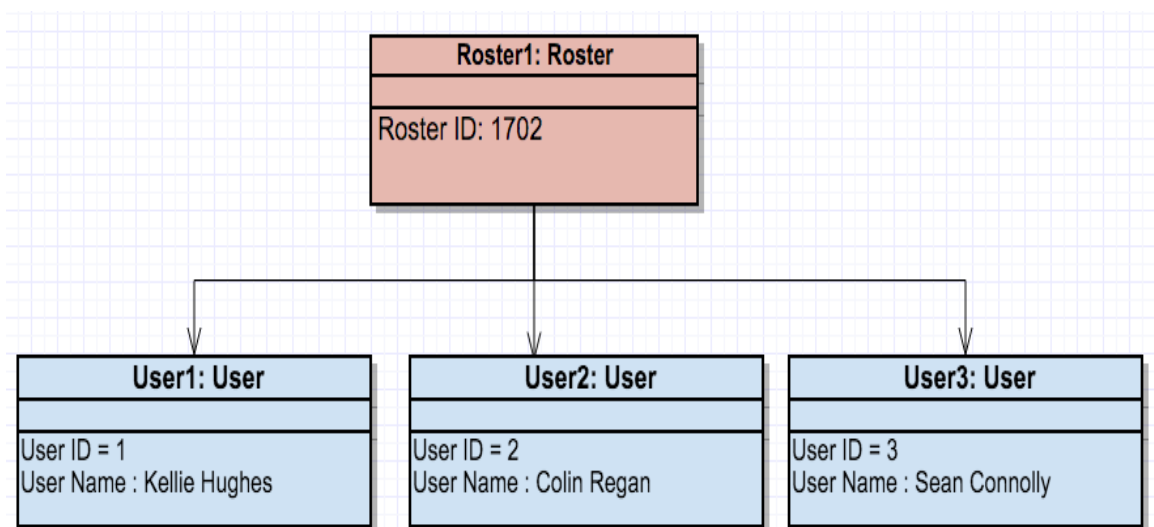 Roster1: Roster
Roster ID: 1702
User1: User
User ID = 1
User Name : Kellie Hughes
User2: User
User ID = 2
User Name : Colin Regan
User3: User
User ID = 3
User Name : Sean Connolly